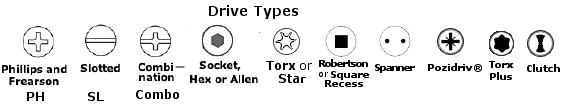 Drive Types
Phillips and Frearson
PH
Slotted
SL
Combi-
nation
Combo
Socket,
Hex or Allen
Torx or
Star
Robertson
or Square
Recess
Spanner
Pozidriv®
Torx
Plus
Clutch